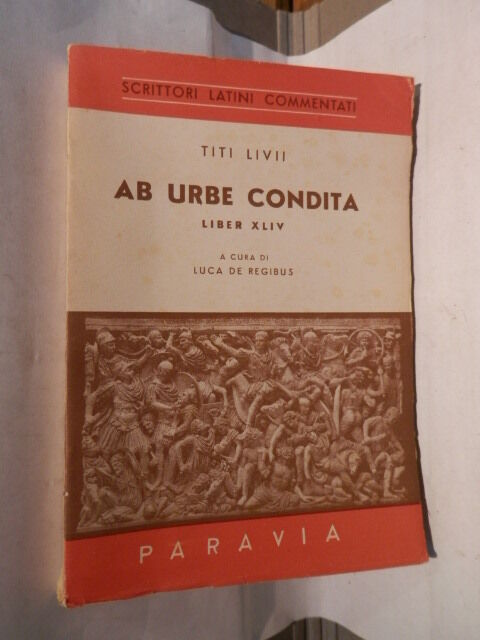 SCRITTORI LATINI COMMENTATI
TITI LIVII
AB URBE CONDITA
LIBER XLIV
A CURA DI
LUCA DE REGIBUS
PARAVIA